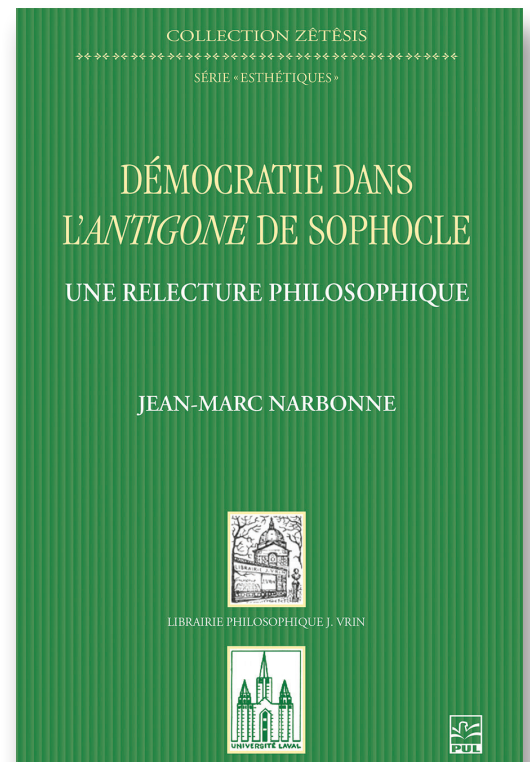 COLLECTION ZÊTÊSIS
SÉRIE «ESTHÉTIQUES»
DÉMOCRATIE DANS
L'ANTIGONE DE SOPHOCLE
UNE RELECTURE PHILOSOPHIQUE
JEAN-MARC NARBONNE
LIBRAIRIE PHILOSOPHIQUE J. VRIN
UNIVERSITÉ LAVAL
PUL